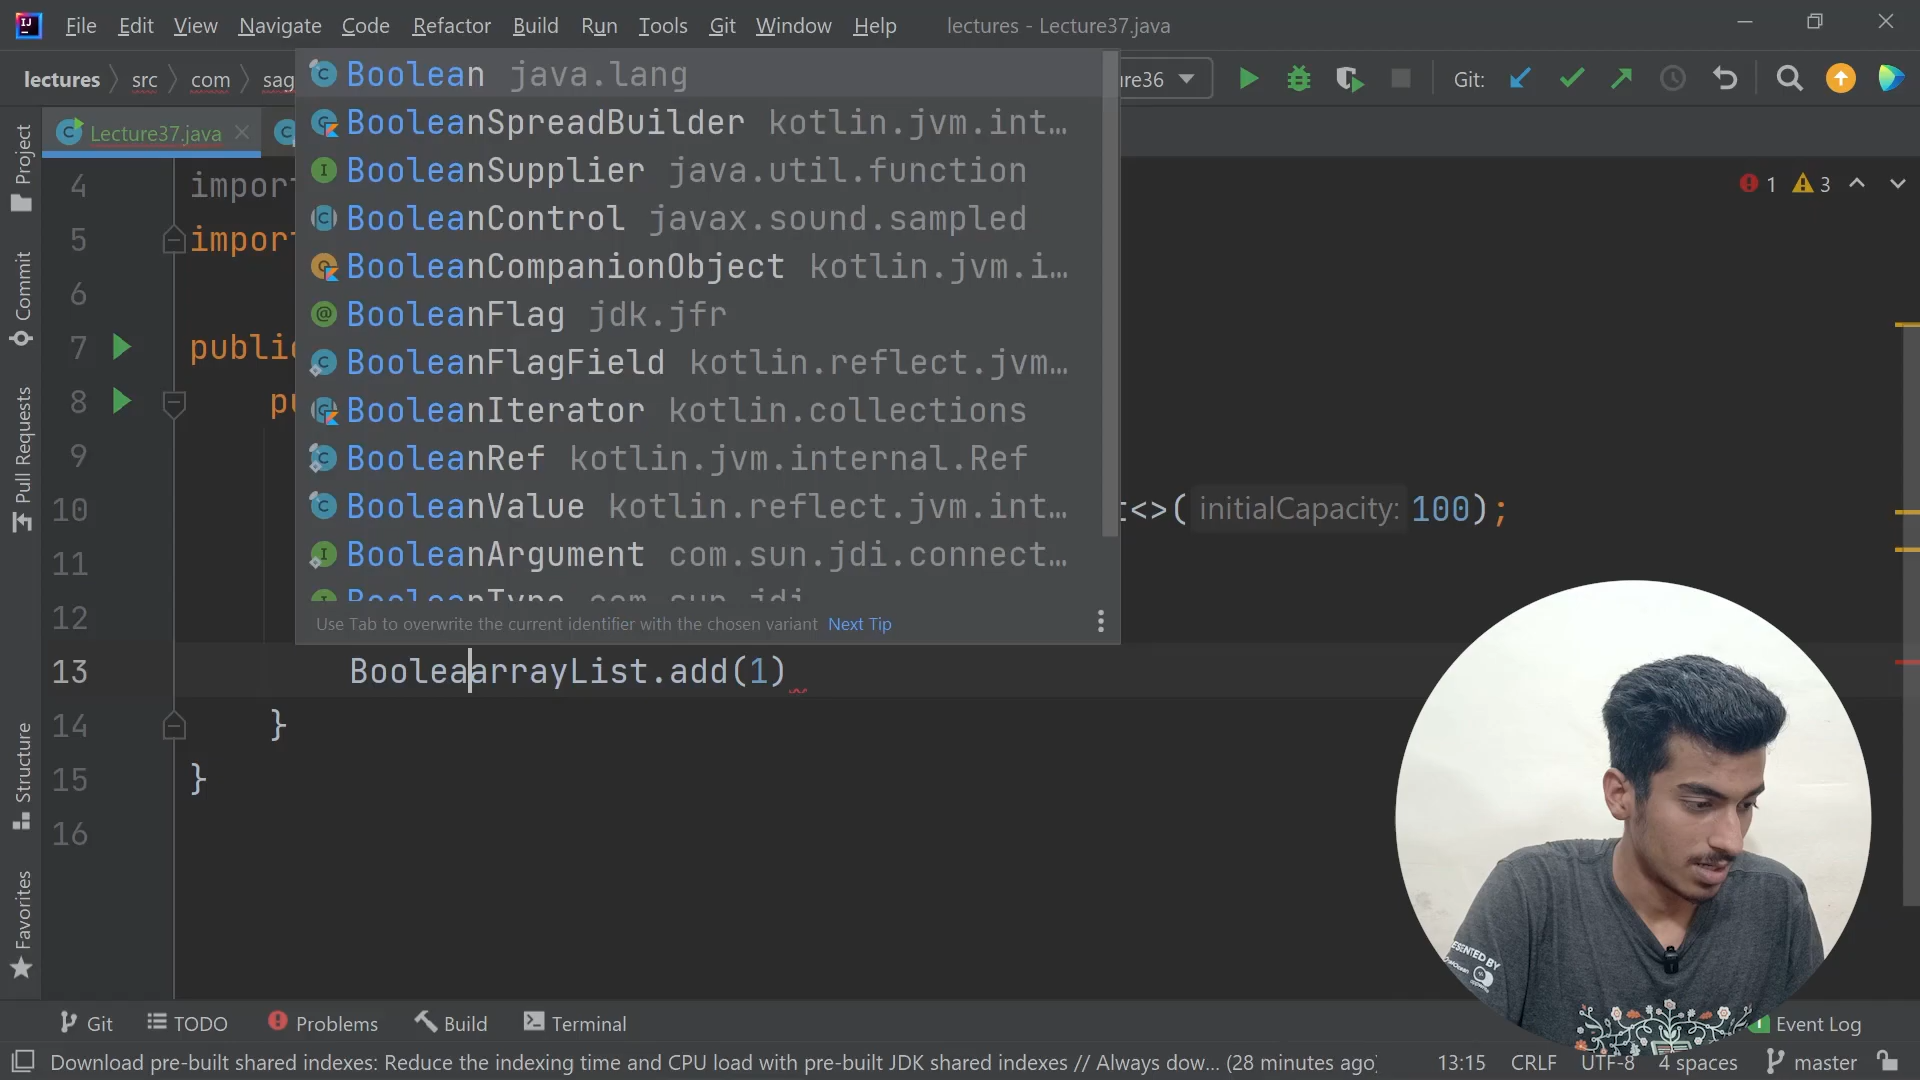 File Edit View Navigate Code Refactor Build Run Tools Git Window Help lectures - Lecture37.java
lectures src com sag re36 Git:
Lecture37.java
Project
Commit
Pull Requests
Structure
Favorites
Boolean java.lang
BooleanSpreadBuilder kotlin.jvm.int…
BooleanSupplier java.util.function
BooleanControl javax.sound.sampled
BooleanCompanionObject kotlin.jvm.i…
BooleanFlag jdk.jfr
BooleanFlagField kotlin.reflect.jvm…
BooleanIterator kotlin.collections
BooleanRef kotlin.jvm.internal.Ref
BooleanValue kotlin.reflect.jvm.int…
BooleanArgument com.sun.jdi.connect…
BooleanType com.sun.jdi
Use Tab to overwrite the current identifier with the chosen variant Next Tip
1 3
4 impor
5 import
6
7 public
8 pu
9
10 t<>( initialCapacity: 100);
11
12
13 BooleaarrayList.add(1)
14 }
15 }
16
Git TODO Problems Build Terminal Event Log
Download pre-built shared indexes: Reduce the indexing time and CPU load with pre-built JDK shared indexes // Always dow... (28 minutes ago) 13:15 CRLF UTF-8 4 spaces master